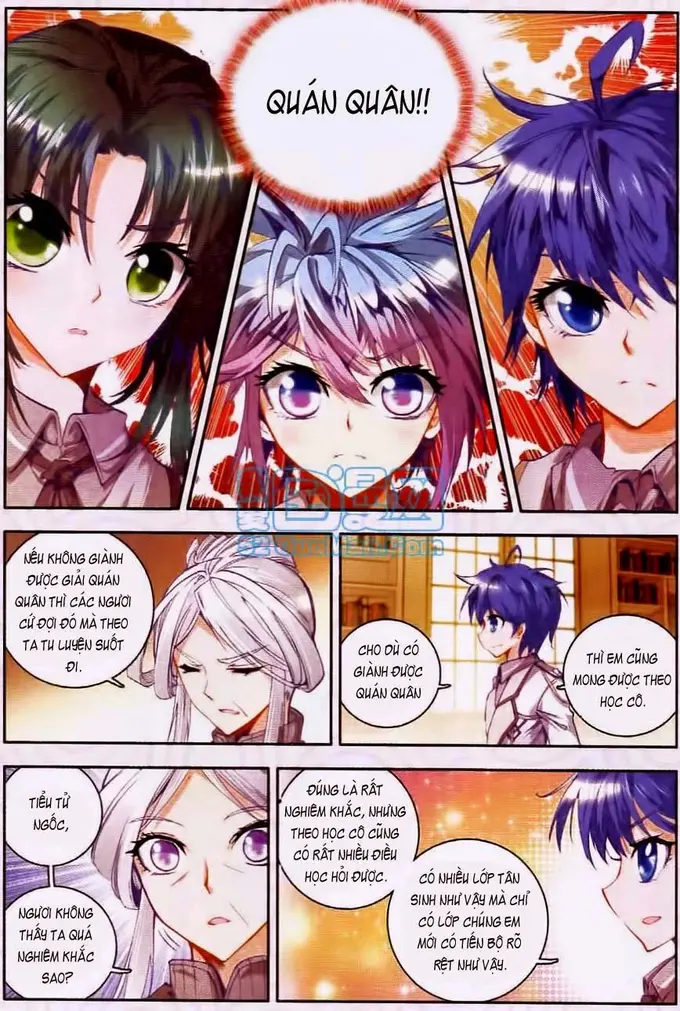 QUÁN QUÂN!!
NẾU KHÔNG GIÀNH
ĐƯỢC GIẢI QUÁN
QUÂN THÌ CÁC NGƯƠI
CỨ ĐỢI ĐÓ MÀ THEO
TA TU LUYỆN SUỐT
ĐI.
CHO DÙ CÓ
GIÀNH ĐƯỢC
QUÁN QUÂN
THÌ EM CŨNG
MONG ĐƯỢC THEO
HỌC CÔ.
TIỂU TỬ
NGỐC,
NGƯƠI KHÔNG
THẤY TA QUÁ
NGHIÊM KHẮC
SAO?
ĐÚNG LÀ RẤT
NGHIÊM KHẮC, NHƯNG
THEO HỌC CÔ CŨNG
CÓ RẤT NHIỀU ĐIỀU
HỌC HỎI ĐƯỢC.
CÓ NHIỀU LỚP TÂN
SINH NHƯ VẬY MÀ CHỈ
CÓ LỚP CHÚNG EM
MỚI CÓ TIẾN BỘ RÕ
RỆT NHƯ VẬY.